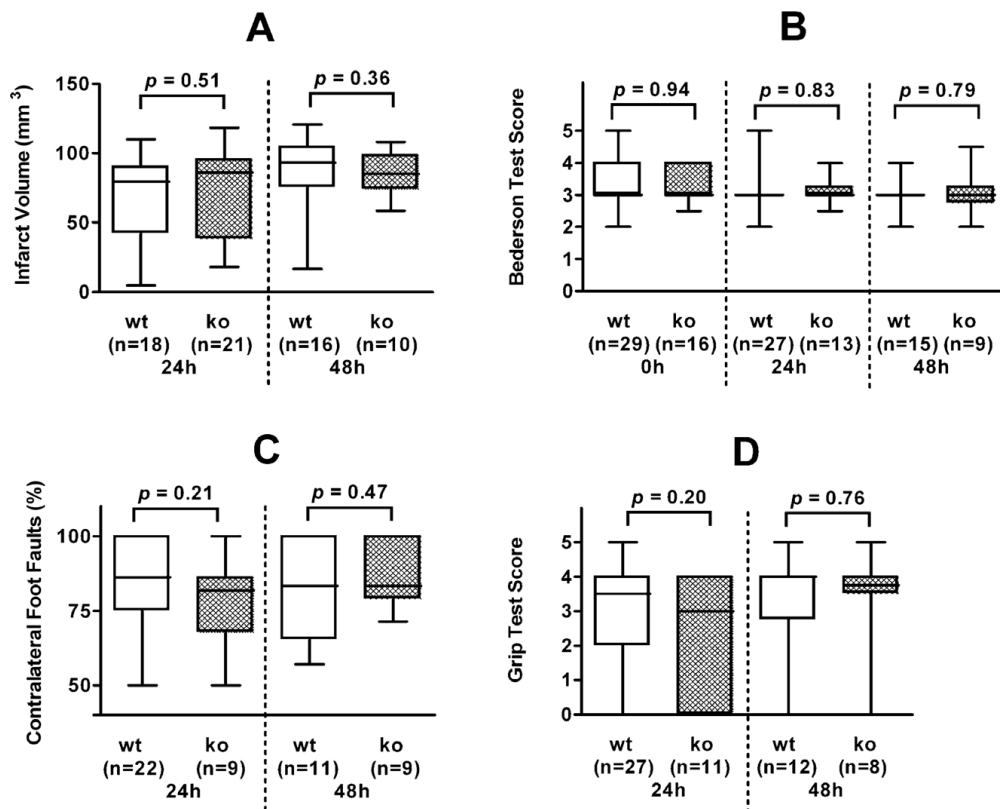 A
p = 0.51
p = 0.36
Infarct Volume (mm 3)
150
100
50
0
wt
ko
wt
ko
(n=18)
(n=21)
(n=16)
(n=10)
24h
48h
B
p = 0.94
p = 0.83
p = 0.79
Bederson Test Score
5
4
3
2
1
0
wt
ko
wt
ko
wt
ko
(n=29)
(n=16)
(n=27)
(n=13)
(n=15)
(n=9)
0h
24h
48h
C
p = 0.21
p = 0.47
Contralateral Foot Faults (%)
100
75
50
wt
ko
wt
ko
(n=22)
(n=9)
(n=11)
(n=9)
24h
48h
D
p = 0.20
p = 0.76
Grip Test Score
5
4
3
2
1
0
wt
ko
wt
ko
(n=27)
(n=11)
(n=12)
(n=8)
24h
48h